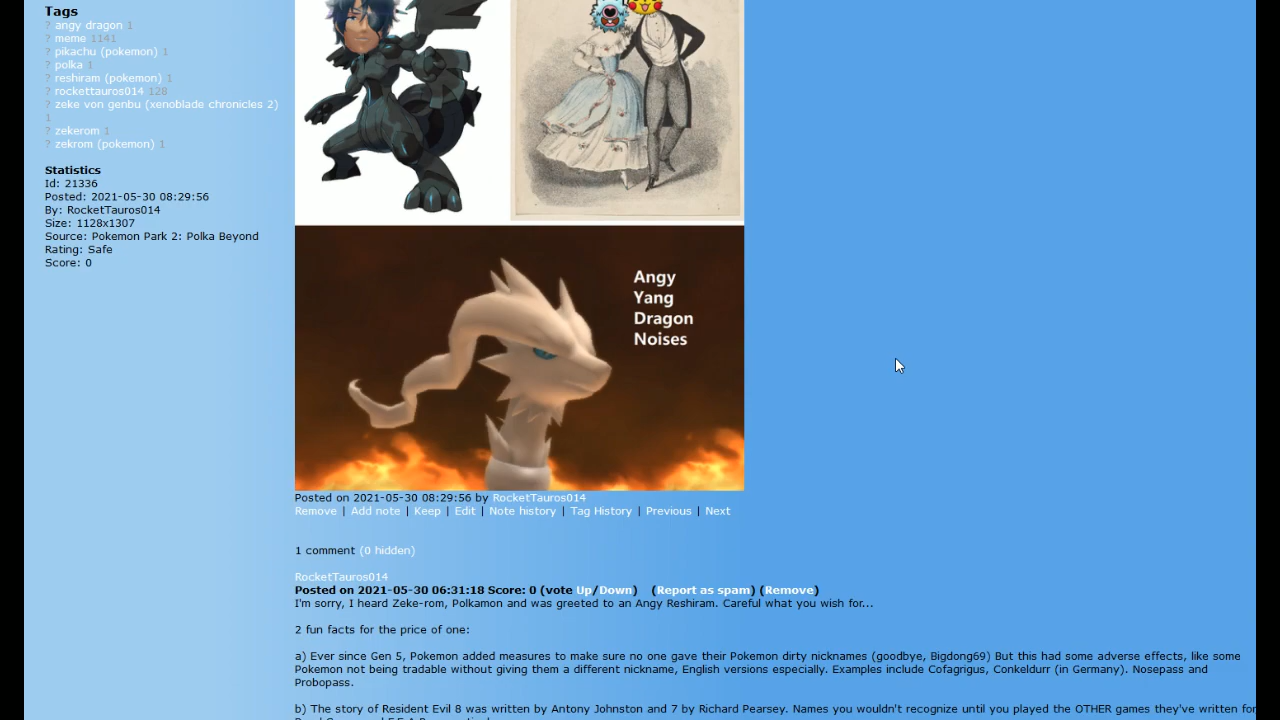 Tags
? angy dragon 1
? meme 1141
? pikachu (pokemon) 1
? polka 1
? reshiram (pokemon) 1
? rockettauros014 128
? zeke von genbu (xenoblade chronicles 2)
1
? zekerom 1
? zekrom (pokemon) 1
Statistics
Id: 21336
Posted: 2021-05-30 08:29:56
By: RocketTauros014
Size: 1128x1307
Source: Pokemon Park 2: Polka Beyond
Rating: Safe
Score: 0
Angy
Yang
Dragon
Noises
Posted on 2021-05-30 08:29:56 by RocketTauros014
Remove | Add note | Keep | Edit | Note history | Tag History | Previous | Next
1 comment (0 hidden)
RocketTauros014
Posted on 2021-05-30 06:31:18 Score: 0 (vote Up/Down) (Report as spam) (Remove)
I'm sorry, I heard Zeke-rom, Polkamon and was greeted to an Angy Reshiram. Careful what you wish for...
2 fun facts for the price of one:
a) Ever since Gen 5, Pokemon added measures to make sure no one gave their Pokemon dirty nicknames (goodbye, Bigdong69) But this had some adverse effects, like some
Pokemon not being tradable without giving them a different nickname, English versions especially. Examples include Cofagrigus, Conkeldurr (in Germany). Nosepass and
Probopass.
b) The story of Resident Evil 8 was written by Antony Johnston and 7 by Richard Pearsey. Names you wouldn't recognize until you played the OTHER games they've written for